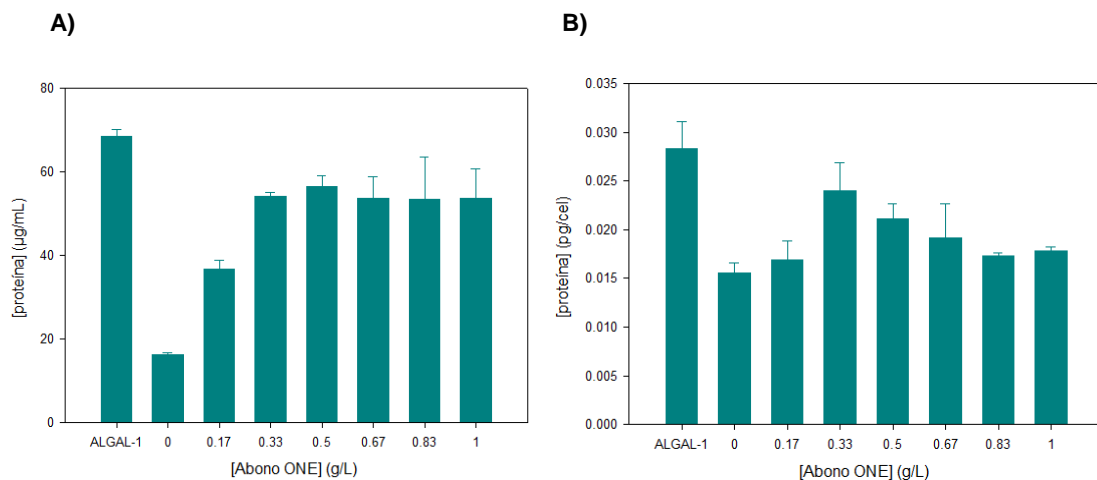 A)
B)
80
60
40
20
0
[proteína] (µg/mL)
ALGAL-1 0 0.17 0.33 0.5 0.67 0.83 1
[Abono ONE] (g/L)
0.035
0.030
0.025
0.020
0.015
0.010
0.005
0.000
[proteína] (pg/cel)
ALGAL-1 0 0.17 0.33 0.5 0.67 0.83 1
[Abono ONE] (g/L)